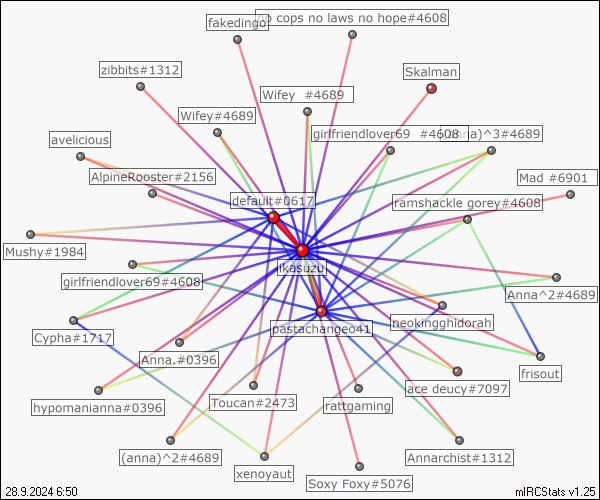 no cops no laws no hope#4608
fakedingo
zibbits#1312
Skalman
Wifey  #4689
Wifey#4689
girlfriendlover69  #4608
)^3#4689
avelicious
AlpineRooster#2156
Mad #6901
default#0617
ramshackle gorey#4608
Mushy#1984
ikasuzu
girlfriendlover69#4608
Anna^2#4689
pastachangeo41
neokingghidorah
Cypha#1717
Anna.#0396
frisout
ace deucy#7097
hypomanianna#0396
Toucan#2473
rattgaming
(anna)^2#4689
Annarchist#1312
xenoyaut
Soxy Foxy#5076
28.9.2024 6:50
mIRCStats v1.25